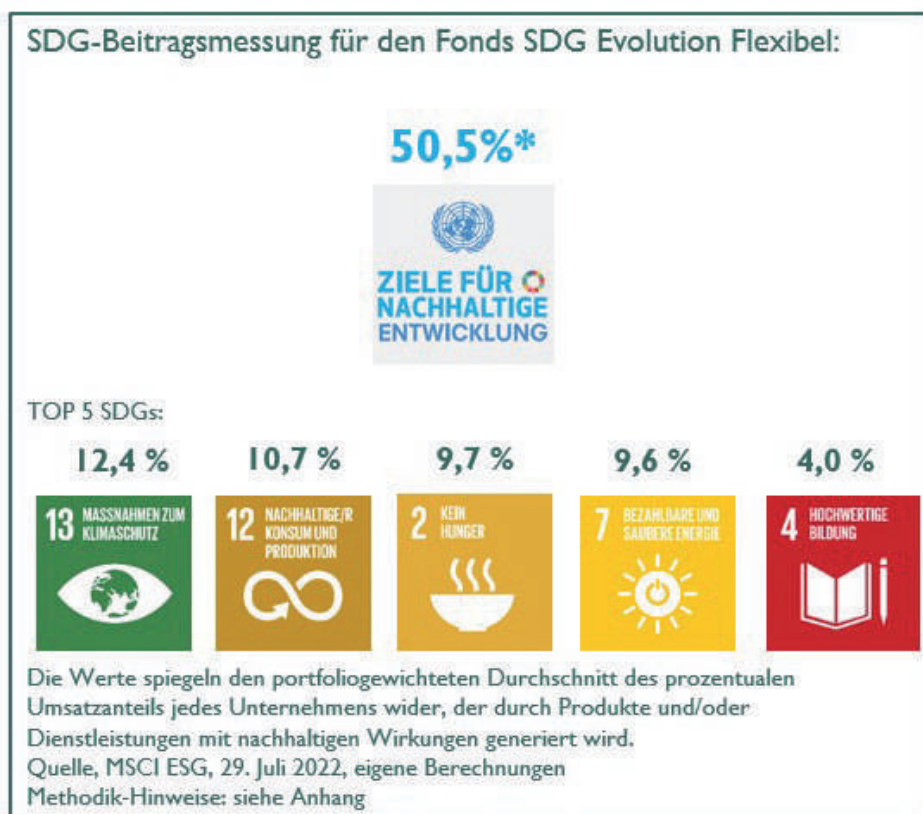 SDG-Beitragsmessung für den Fonds SDG Evolution Flexibel:
50,5%*
ZIELE FÜR
NACHHALTIGE
ENTWICKLUNG
TOP 5 SDGs:
12,4 % 10,7 % 9,7 % 9,6 % 4,0 %
13 MASSNAHMEN ZUM
KLIMASCHUTZ
12 NACHHALTIGE/R
KONSUM UND
PRODUKTION
2 KEIN
HUNGER
7 BEZAHLBARE UND
SAUBERE ENERGIE
4 HOCHWERTIGE
BILDUNG
Die Werte spiegeln den portfoliogewichteten Durchschnitt des prozentualen
Umsatzanteils jedes Unternehmens wider, der durch Produkte und/oder
Dienstleistungen mit nachhaltigen Wirkungen generiert wird.
Quelle, MSCI ESG, 29. Juli 2022, eigene Berechnungen
Methodik-Hinweise: siehe Anhang